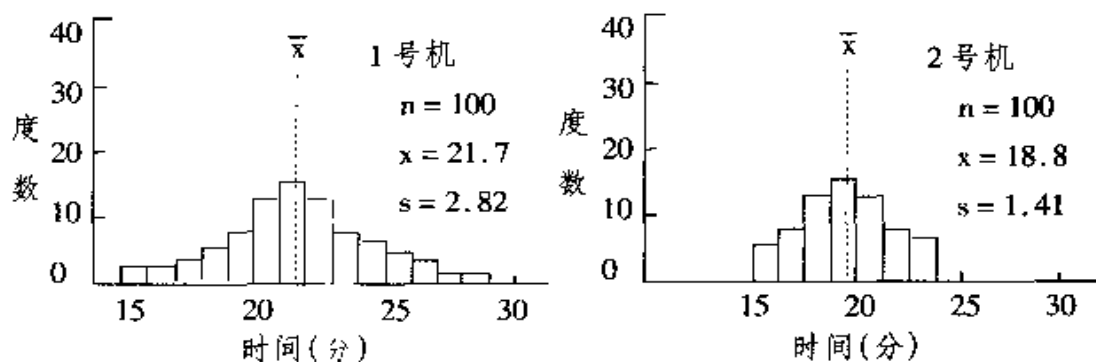 40
30
20
10
0
度
数
x̄
1号机
n = 100
x = 21.7
s = 2.82
15 20 25 30
时间(分)
40
30
20
10
0
度
数
x̄
2号机
n = 100
x = 18.8
s = 1.41
15 20 25 30
时间(分)